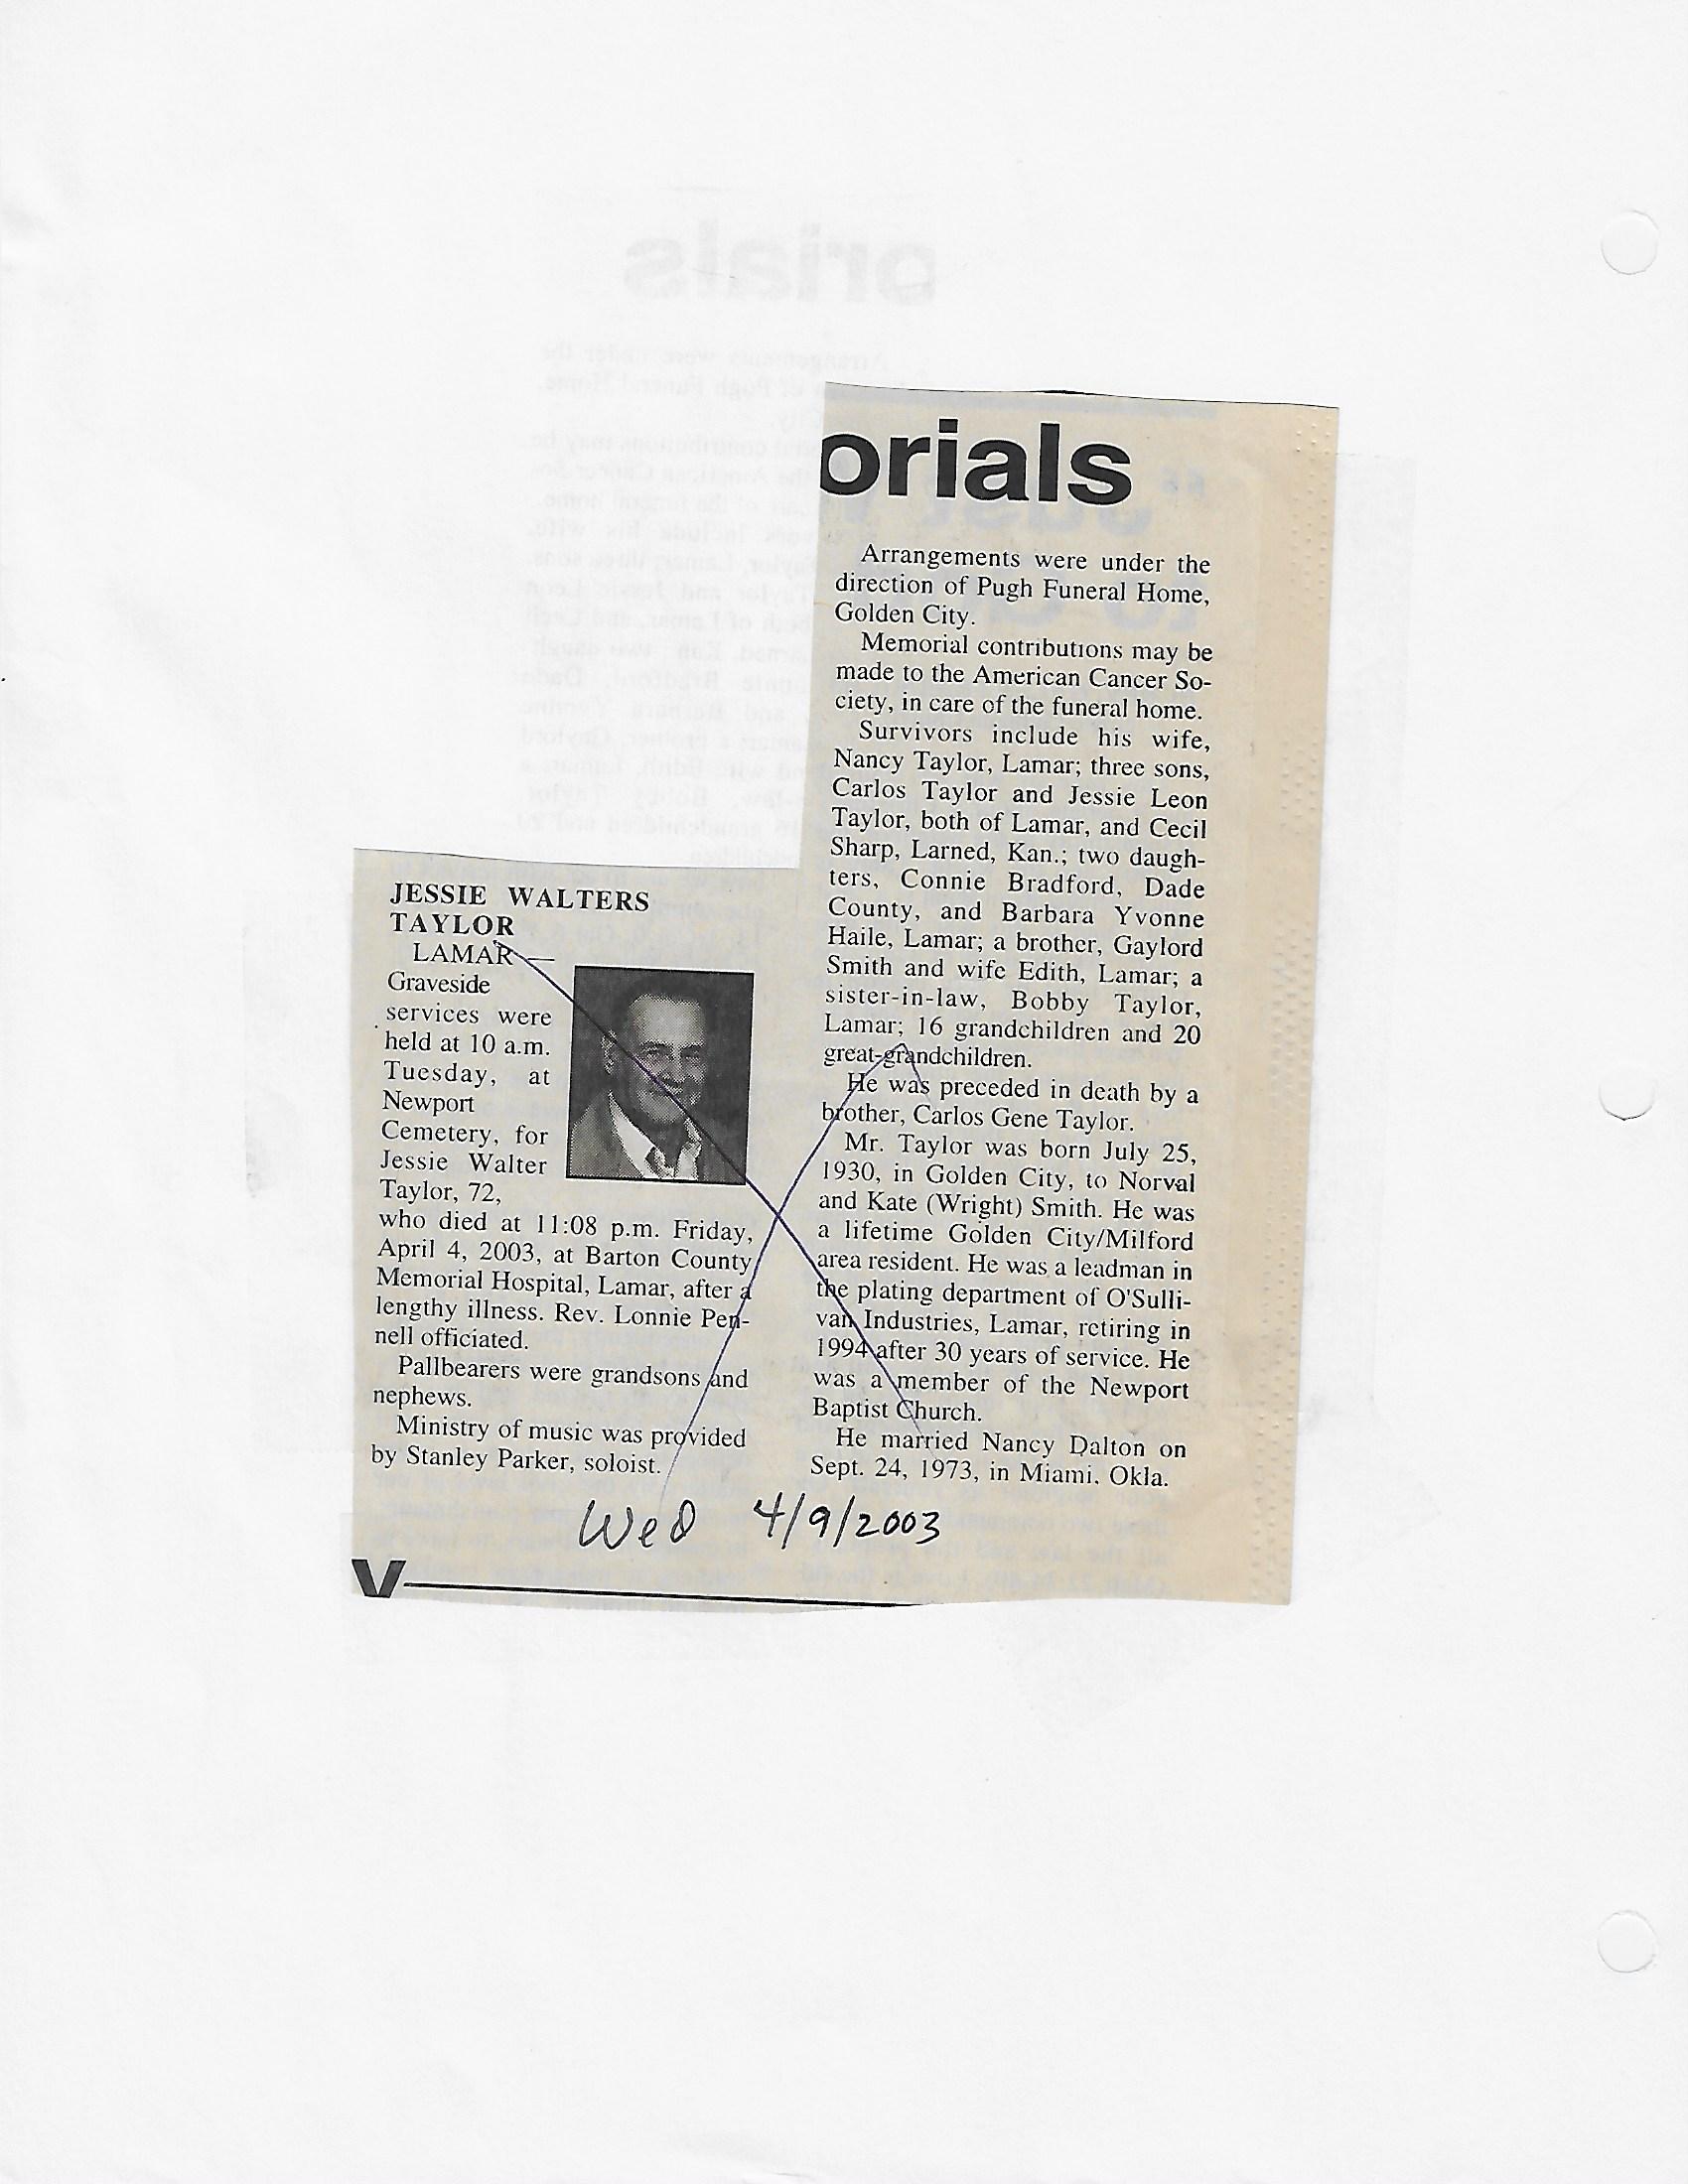 JESSIE WALTERS
TAYLOR
LAMAR —
Graveside
services were
held at 10 a.m.
Tuesday, at
Newport
Cemetery, for
Jessie Walter
Taylor, 72,
who died at 11:08 p.m. Friday,
April 4, 2003, at Barton County
Memorial Hospital, Lamar, after a
lengthy illness. Rev. Lonnie Pen-
nell officiated.
Pallbearers were grandsons and
nephews.
Ministry of music was provided
by Stanley Parker, soloist.
orials
Arrangements were under the
direction of Pugh Funeral Home,
Golden City.
Memorial contributions may be
made to the American Cancer So-
ciety, in care of the funeral home.
Survivors include his wife,
Nancy Taylor, Lamar; three sons,
Carlos Taylor and Jessie Leon
Taylor, both of Lamar, and Cecil
Sharp, Larned, Kan.; two daugh-
ters, Connie Bradford, Dade
County, and Barbara Yvonne
Haile, Lamar; a brother, Gaylord
Smith and wife Edith, Lamar; a
sister-in-law, Bobby Taylor,
Lamar; 16 grandchildren and 20
great-grandchildren.
He was preceded in death by a
brother, Carlos Gene Taylor.
Mr. Taylor was born July 25,
1930, in Golden City, to Norval
and Kate (Wright) Smith. He was
a lifetime Golden City/Milford
area resident. He was a leadman in
the plating department of O'Sulli-
van Industries, Lamar, retiring in
1994 after 30 years of service. He
was a member of the Newport
Baptist Church.
He married Nancy Dalton on
Sept. 24, 1973, in Miami, Okla.
Wed 4/9/2003
V